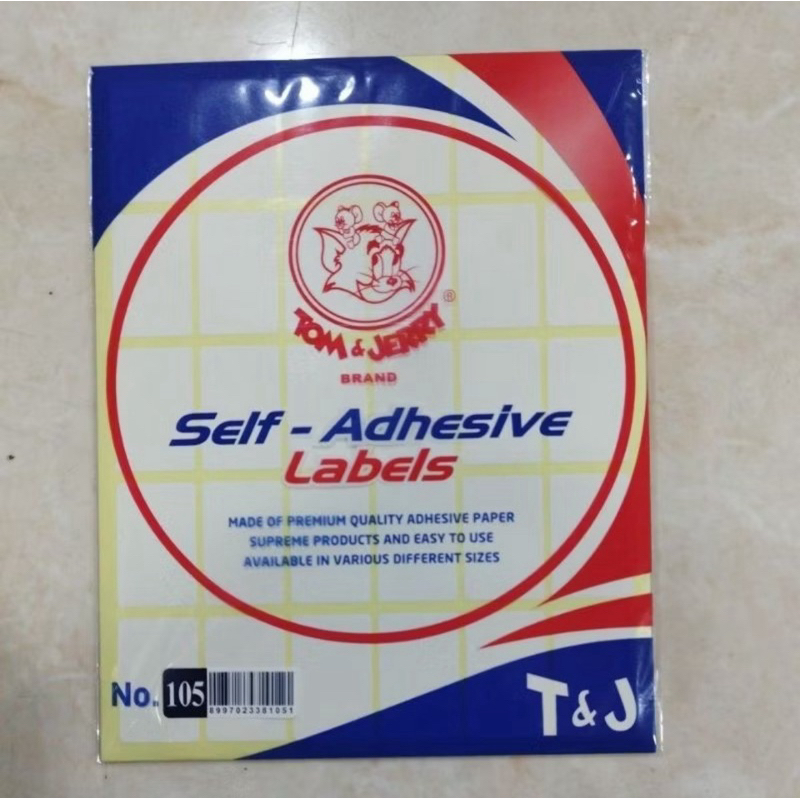 ®
TOM & JERRY
BRAND
Self - Adhesive
Labels
MADE OF PREMIUM QUALITY ADHESIVE PAPER
SUPREME PRODUCTS AND EASY TO USE
AVAILABLE IN VARIOUS DIFFERENT SIZES
No. 105
8997023381051
T & J